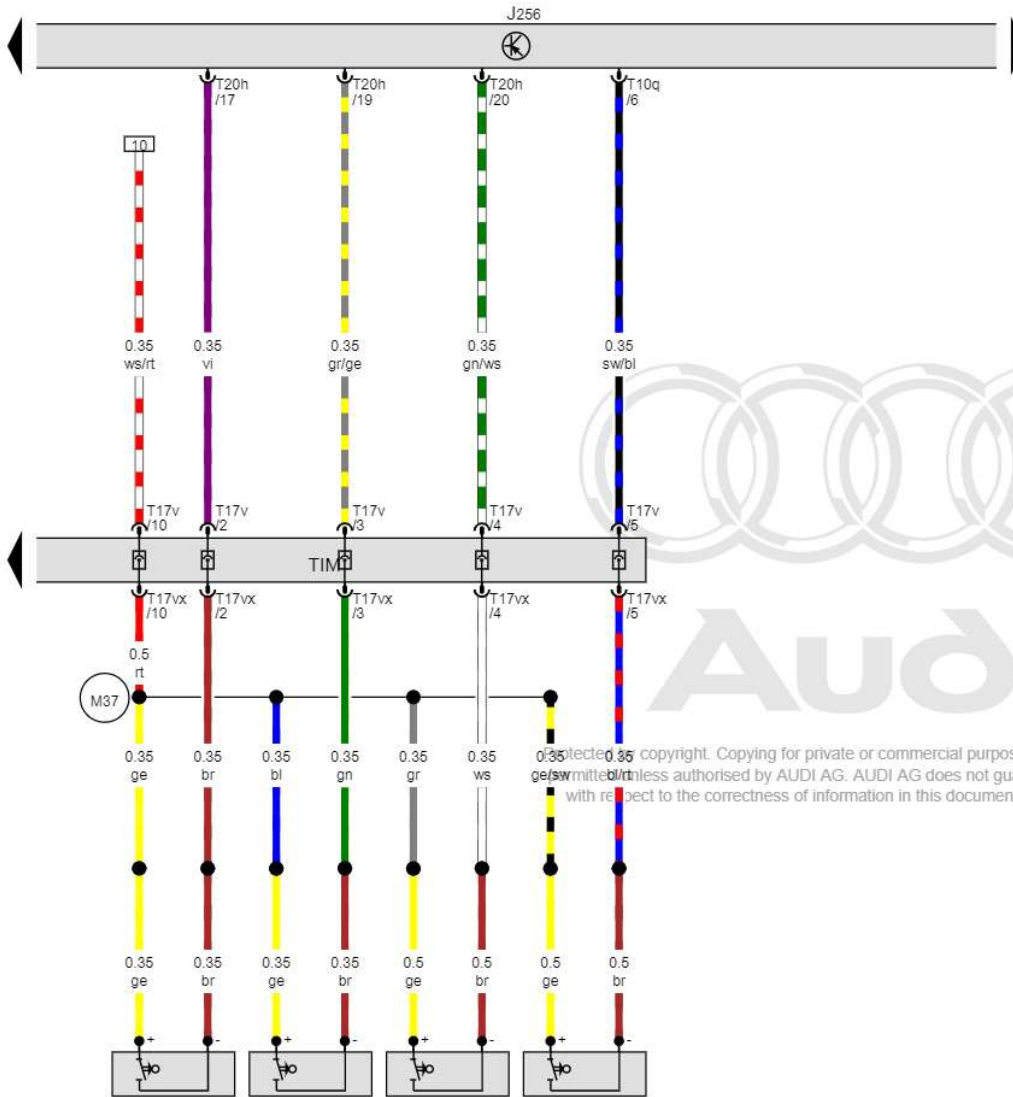 J256
T20h T20h T20h T10q
/17 /19 /20 /6
10
0.35 0.35 0.35 0.35 0.35
ws/rt vi gr/ge gn/ws sw/bl
T17v T17v T17v T17v T17v
/10 /2 /3 /4 /5
TIM
T17vx T17vx T17vx T17vx T17vx
/10 /2 /3 /4 /5
0.5
rt
M37
Audi
Protected by copyright. Copying for private or commercial purpos
permitted unless authorised by AUDI AG. AUDI AG does not gua
with respect to the correctness of information in this documen
0.35 0.35 0.35 0.35 0.35 0.35 0.35 0.35
ge br bl gn gr ws ge/sw bl/rt
0.35 0.35 0.35 0.35 0.5 0.5 0.5 0.5
ge br ge br ge br ge br
+ - + - + - + -